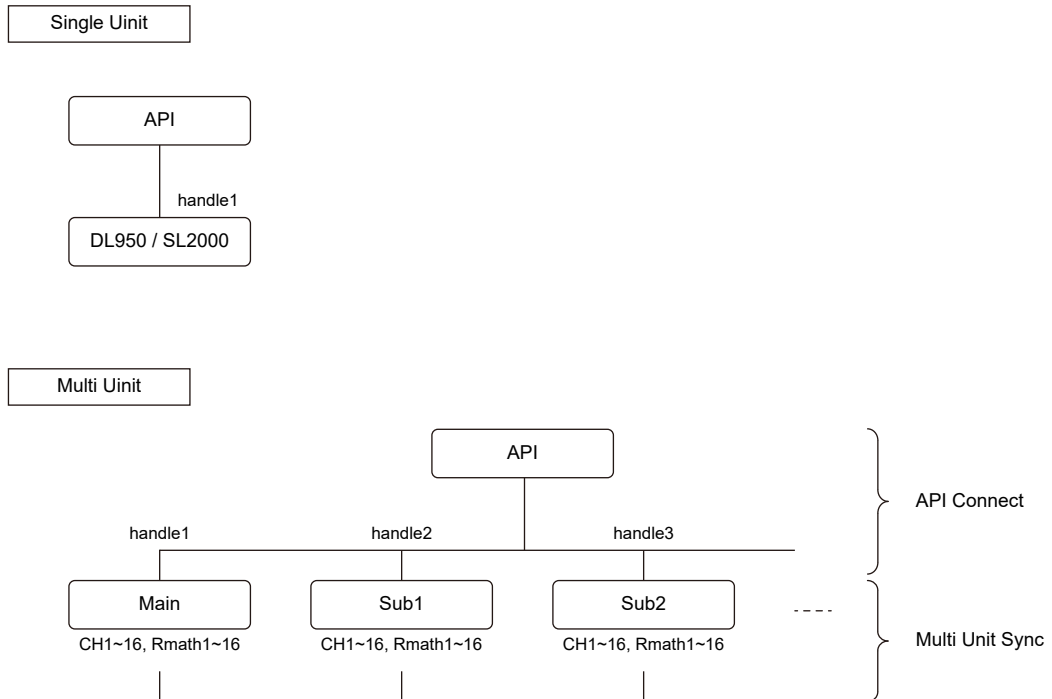 Single Uinit
API
handle1
DL950 / SL2000
Multi Uinit
API
API Connect
handle1 handle2 handle3
Main Sub1 Sub2
CH1~16, Rmath1~16 CH1~16, Rmath1~16 CH1~16, Rmath1~16
Multi Unit Sync